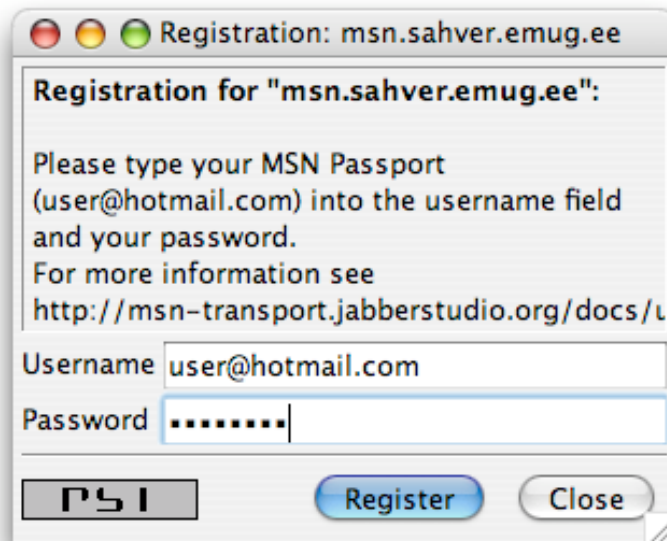 Registration: msn.sahver.emug.ee
Registration for "msn.sahver.emug.ee":
Please type your MSN Passport
(user@hotmail.com) into the username field
and your password.
For more information see
http://msn-transport.jabberstudio.org/docs/u
Username user@hotmail.com
Password ••••••••
PSI Register Close